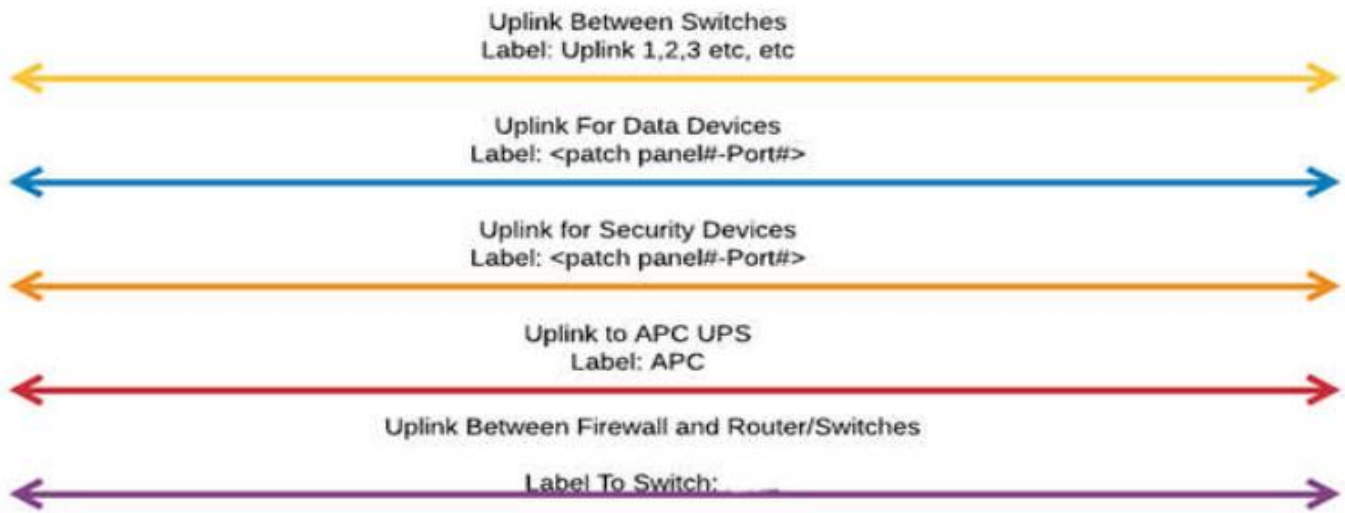 Uplink Between Switches
Label: Uplink 1,2,3 etc, etc
Uplink For Data Devices
Label: <patch panel#-Port#>
Uplink for Security Devices
Label: <patch panel#-Port#>
Uplink to APC UPS
Label: APC
Uplink Between Firewall and Router/Switches
Label To Switch: